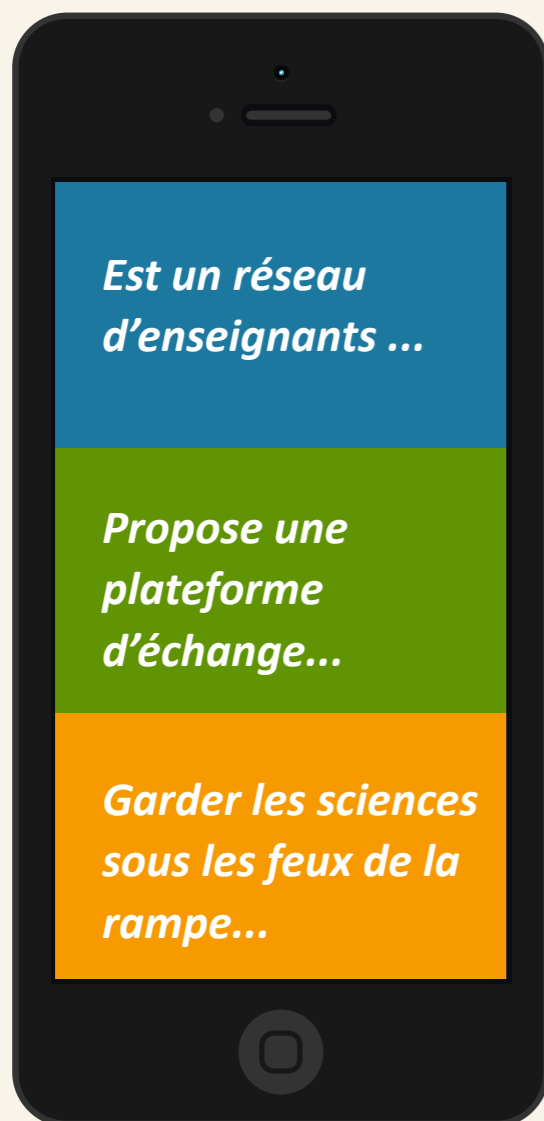 Est un réseau
d’enseignants ...
Propose une
plateforme
d’échange...
Garder les sciences
sous les feux de la
rampe...